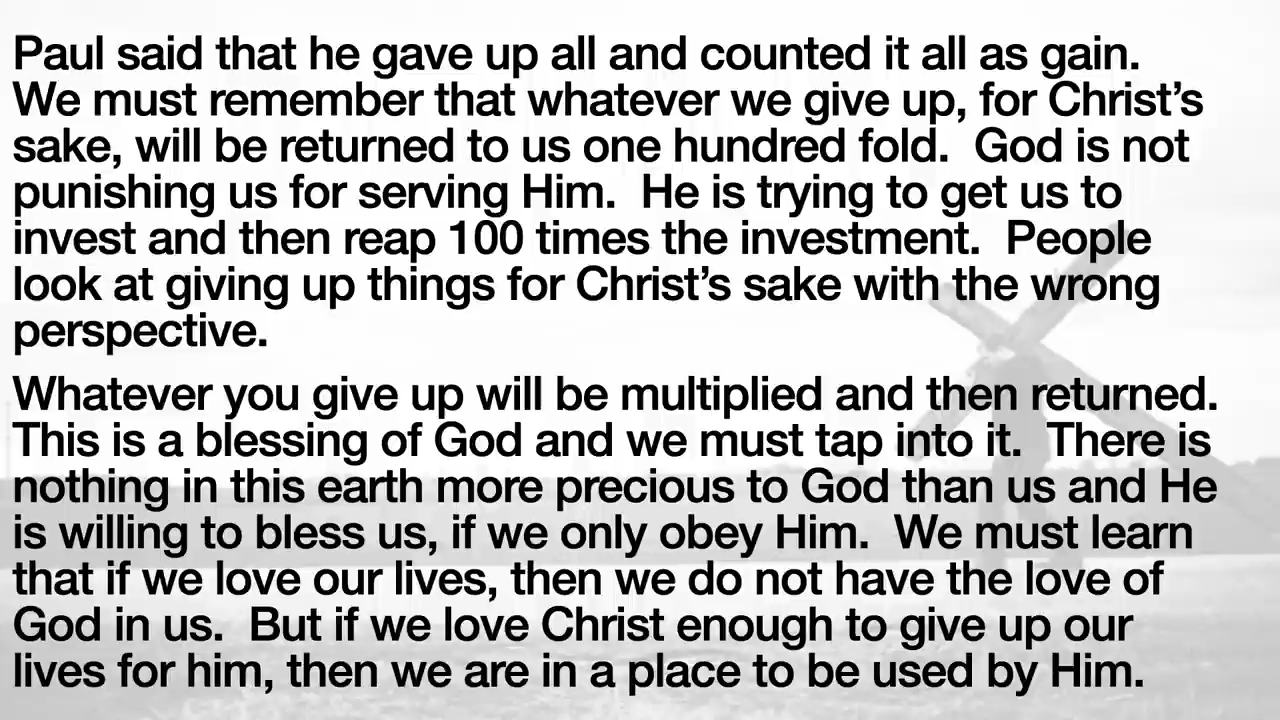 Paul said that he gave up all and counted it all as gain.
We must remember that whatever we give up, for Christ’s
sake, will be returned to us one hundred fold.  God is not
punishing us for serving Him.  He is trying to get us to
invest and then reap 100 times the investment.  People
look at giving up things for Christ’s sake with the wrong
perspective.
Whatever you give up will be multiplied and then returned.
This is a blessing of God and we must tap into it.  There is
nothing in this earth more precious to God than us and He
is willing to bless us, if we only obey Him.  We must learn
that if we love our lives, then we do not have the love of
God in us.  But if we love Christ enough to give up our
lives for him, then we are in a place to be used by Him.